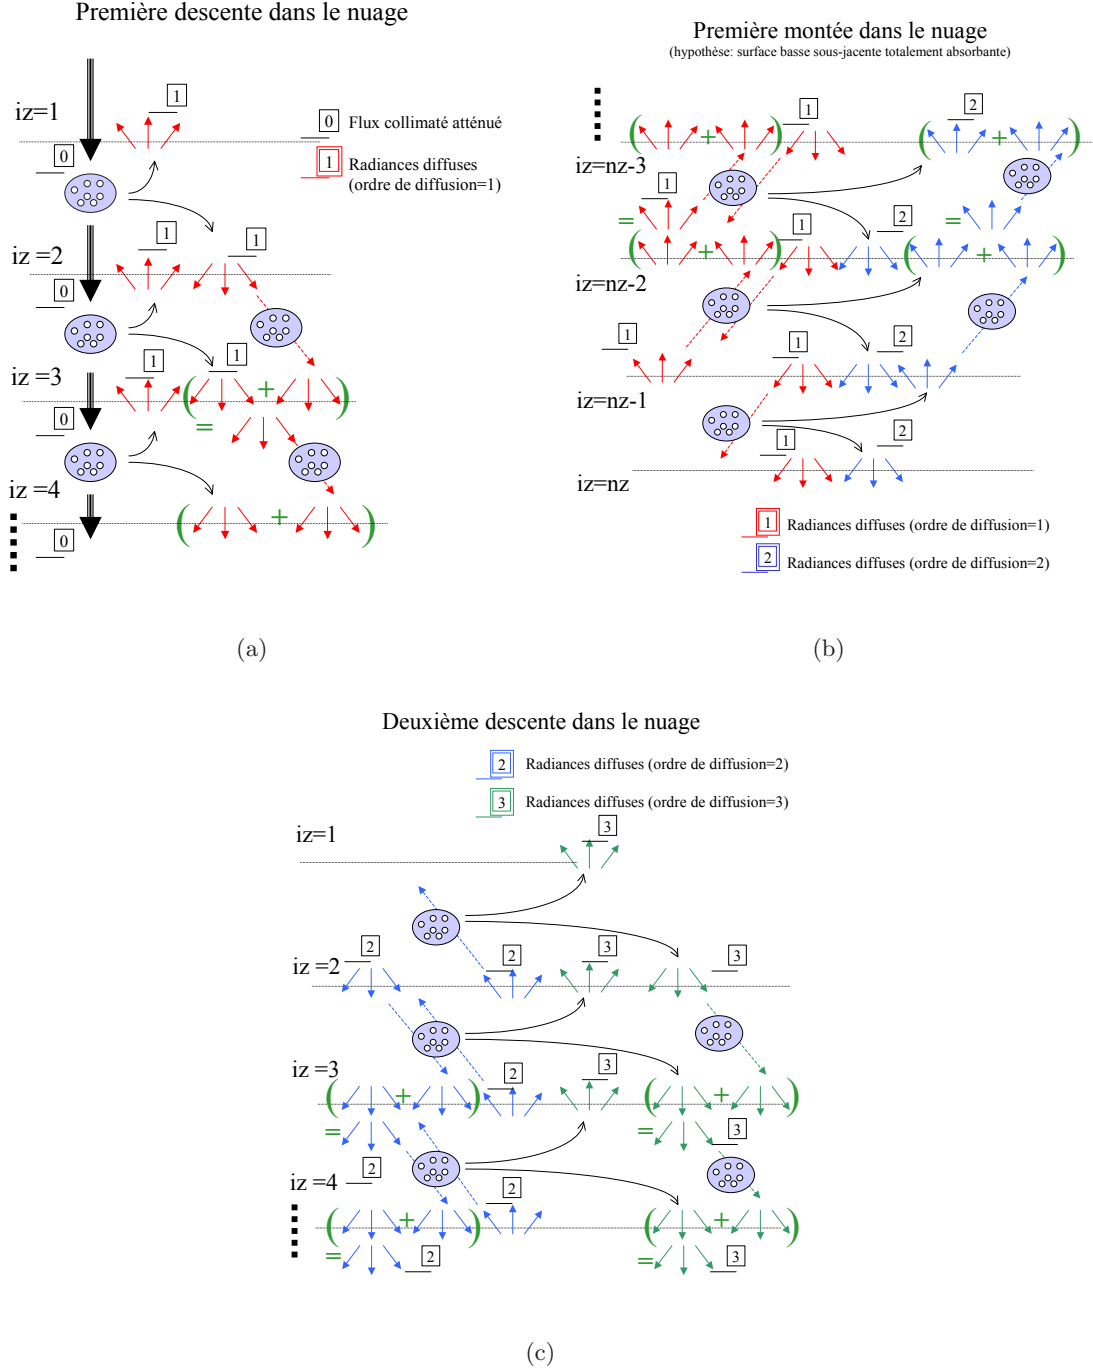 Première descente dans le nuage
iz=1
1
0 Flux collimaté atténué
0
1 Radiances diffuses
(ordre de diffusion=1)
1
1
iz =2
0
1
1
iz =3
( + )
0
=
iz =4
( + )
0
(a)
Première montée dans le nuage
(hypothèse: surface basse sous-jacente totalement absorbante)
1
2
( + ) ( + )
iz=nz-3
1
= =
1
2
( + ) ( + )
iz=nz-2
1
1
2
iz=nz-1
1
2
iz=nz
1 Radiances diffuses (ordre de diffusion=1)
2 Radiances diffuses (ordre de diffusion=2)
(b)
Deuxième descente dans le nuage
2 Radiances diffuses (ordre de diffusion=2)
3 Radiances diffuses (ordre de diffusion=3)
iz=1
3
2
2
3
3
iz =2
iz =3
2
3
( + ) ( + )
= =
3
2
iz =4
2
( + ) ( + )
= =
2
3
(c)